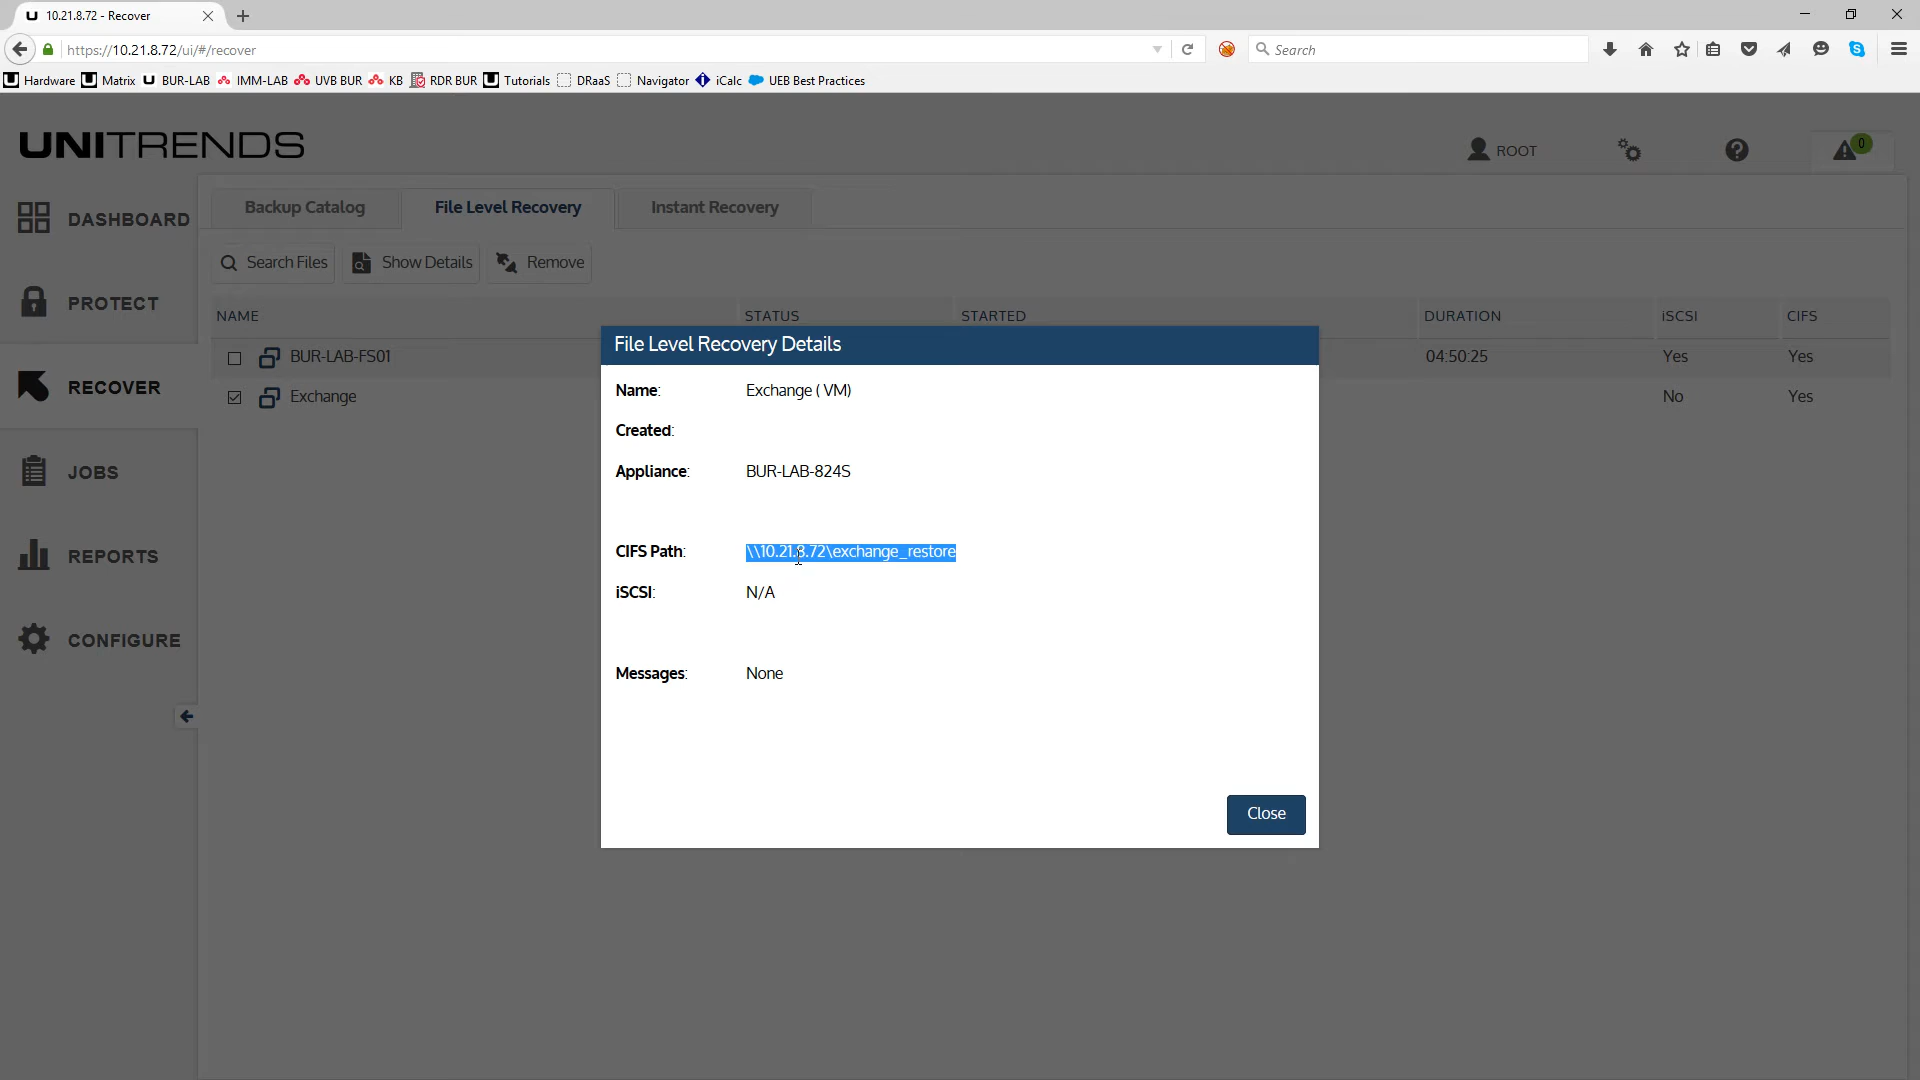 10.21.8.72 - Recover
https://10.21.8.72/ui/#/recover
Search
Hardware Matrix BUR-LAB IMM-LAB UVB BUR KB RDR BUR Tutorials DRaaS Navigator iCalc UEB Best Practices
UNITRENDS
ROOT
0
DASHBOARD
PROTECT
RECOVER
JOBS
REPORTS
CONFIGURE
Backup Catalog File Level Recovery Instant Recovery
Search Files Show Details Remove
NAME STATUS STARTED DURATION iSCSI CIFS
BUR-LAB-FS01 04:50:25 Yes Yes
Exchange No Yes
File Level Recovery Details
Name: Exchange ( VM)
Created:
Appliance: BUR-LAB-824S
CIFS Path: \\10.21.8.72\exchange_restore
iSCSI: N/A
Messages: None
Close